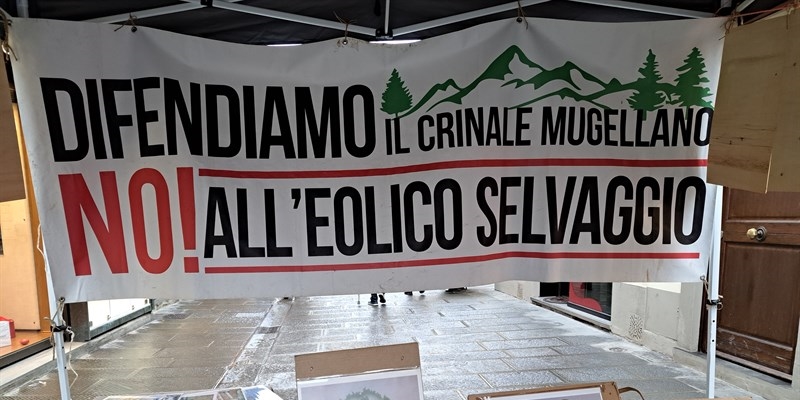 DIFENDIAMO IL CRINALE MUGELLANO
NO! ALL'EOLICO SELVAGGIO